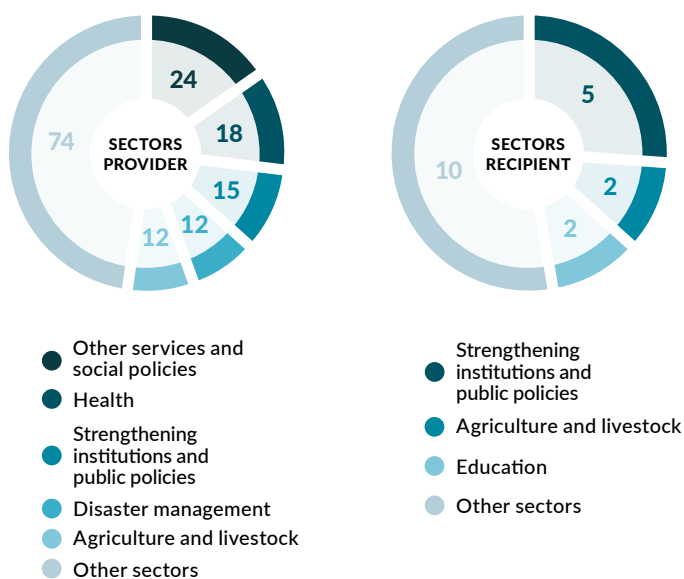 24
18
15
12
12
74
SECTORS
PROVIDER
Other services and
social policies
Health
Strengthening
institutions and
public policies
Disaster management
Agriculture and livestock
Other sectors
5
2
2
10
SECTORS
RECIPIENT
Strengthening
institutions and
public policies
Agriculture and livestock
Education
Other sectors